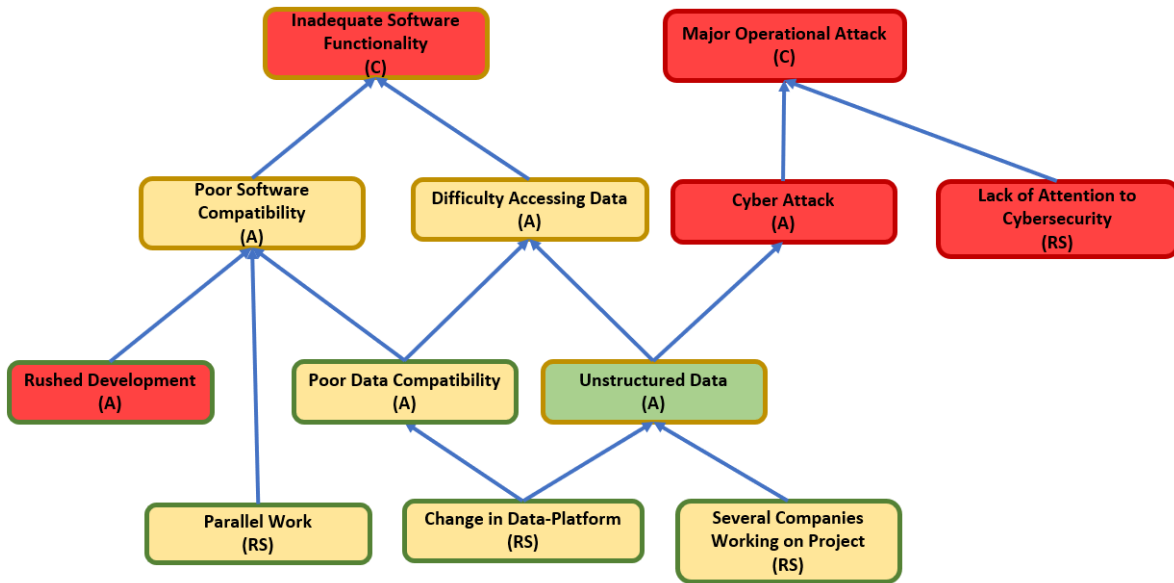 Inadequate Software
Functionality
(C)
Major Operational Attack
(C)
Poor Software
Compatibility
(A)
Difficulty Accessing Data
(A)
Cyber Attack
(A)
Lack of Attention to
Cybersecurity
(RS)
Rushed Development
(A)
Poor Data Compatibility
(A)
Unstructured Data
(A)
Parallel Work
(RS)
Change in Data-Platform
(RS)
Several Companies
Working on Project
(RS)